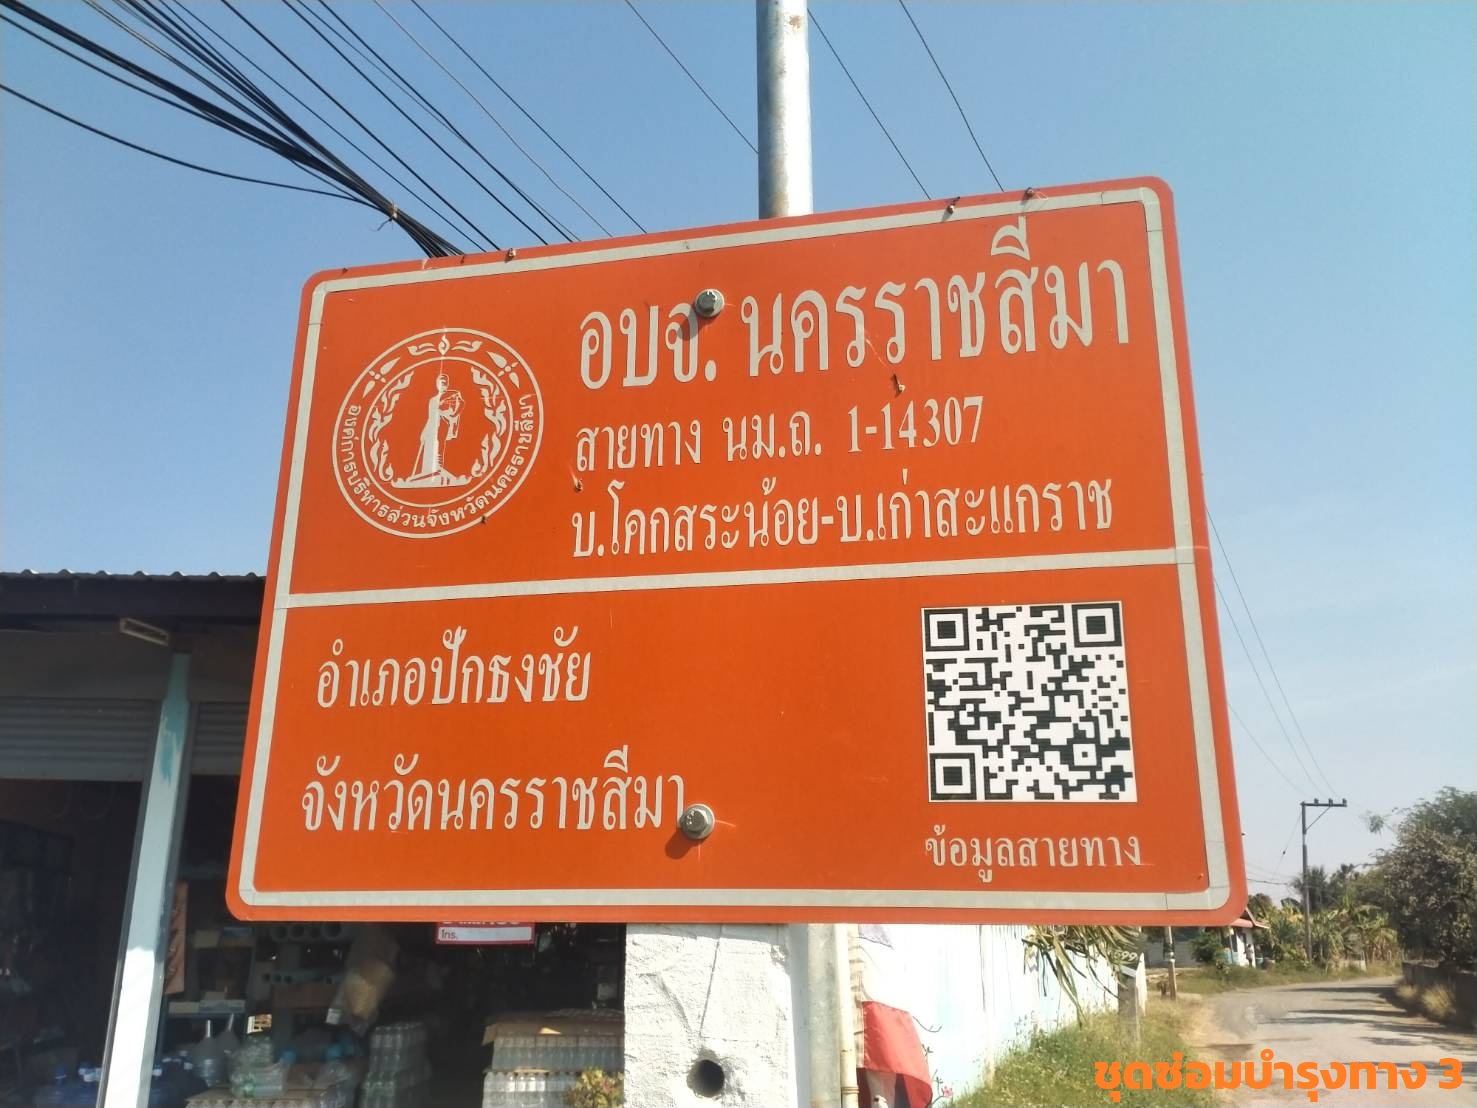 อบจ. นครราชสีมา
สายทาง นม.ถ. 1-14307
บ.โคกสระน้อย-บ.เก่าสะแกราช
องค์การบริหารส่วนจังหวัดนครราชสีมา
อำเภอปักธงชัย
จังหวัดนครราชสีมา
ข้อมูลสายทาง
โทร.
ชุดซ่อมบำรุงทาง 3